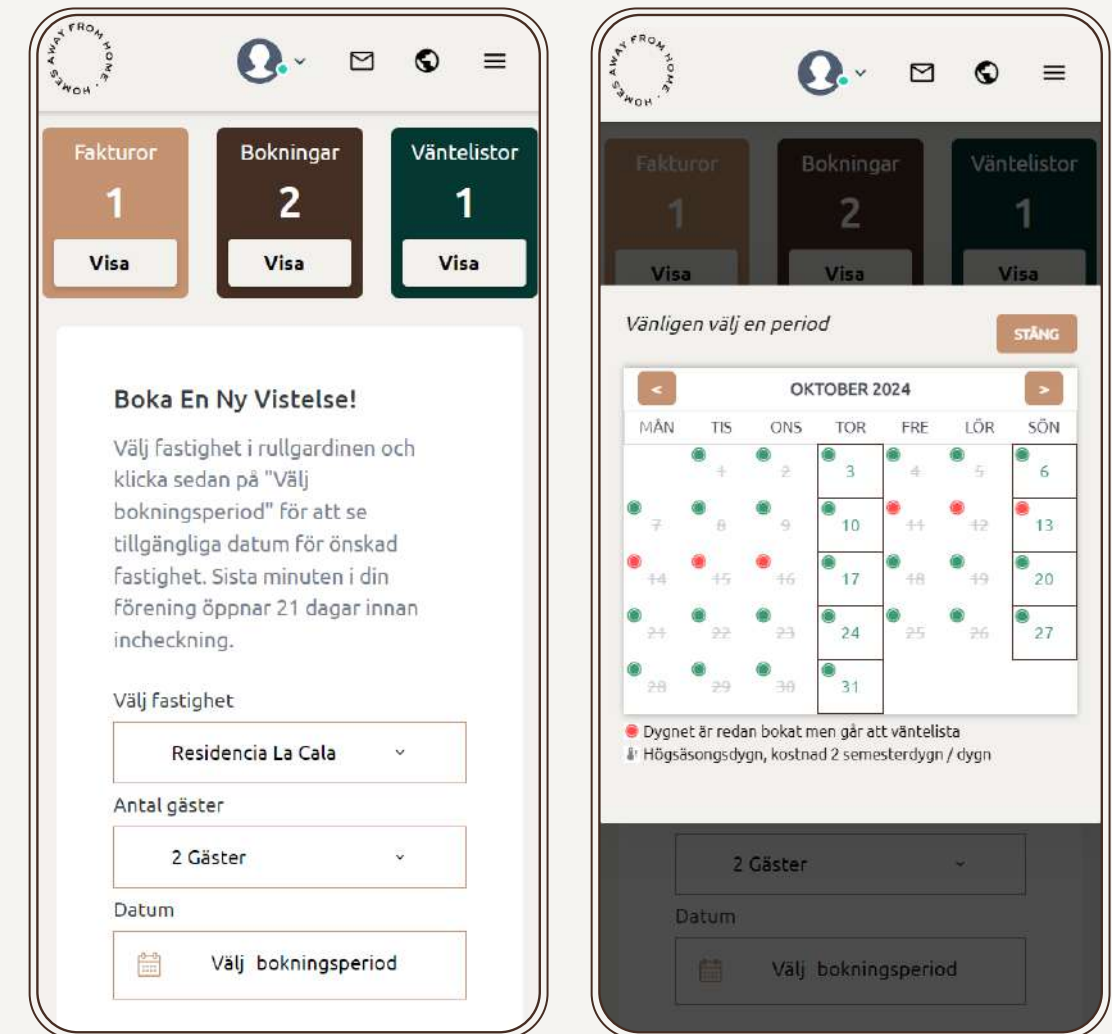 HOMES AWAY FROM HOME ·
Fakturor
1
Visa
Bokningar
2
Visa
Väntelistor
1
Visa
Boka En Ny Vistelse!
Välj fastighet i rullgardinen och
klicka sedan på "Välj
bokningsperiod" för att se
tillgängliga datum för önskad
fastighet. Sista minuten i din
förening öppnar 21 dagar innan
incheckning.
Välj fastighet
Residencia La Cala
Antal gäster
2 Gäster
Datum
Välj bokningsperiod
HOMES AWAY FROM HOME ·
Fakturor
1
Visa
Bokningar
2
Visa
Väntelistor
1
Visa
Vänligen välj en period
STÄNG
< OKTOBER 2024 >
MÅN TIS ONS TOR FRE LÖR SÖN
1 2 3 4 5 6
7 8 9 10 11 12 13
14 15 16 17 18 19 20
21 22 23 24 25 26 27
28 29 30 31
Dygnet är redan bokat men går att väntelista
Högsäsongsdygn, kostnad 2 semesterdygn / dygn
2 Gäster
Datum
Välj bokningsperiod